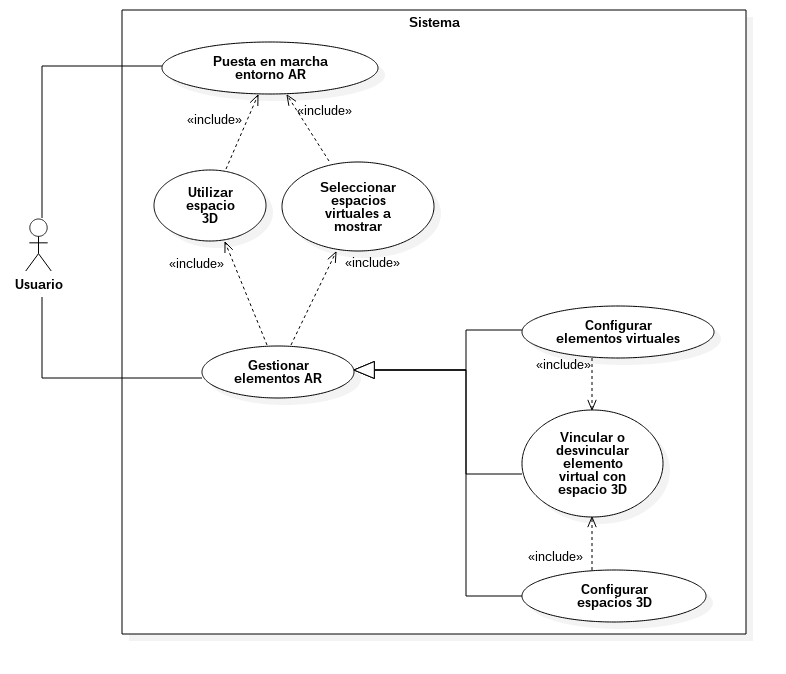 Sistema
Puesta en marcha
entorno AR
«include»
«include»
Utilizar
espacio
3D
Seleccionar
espacios
virtuales a
mostrar
«include»
«include»
Usuario
Gestionar
elementos AR
Configurar
elementos virtuales
«include»
Vincular o
desvincular
elemento
virtual con
espacio 3D
«include»
Configurar
espacios 3D